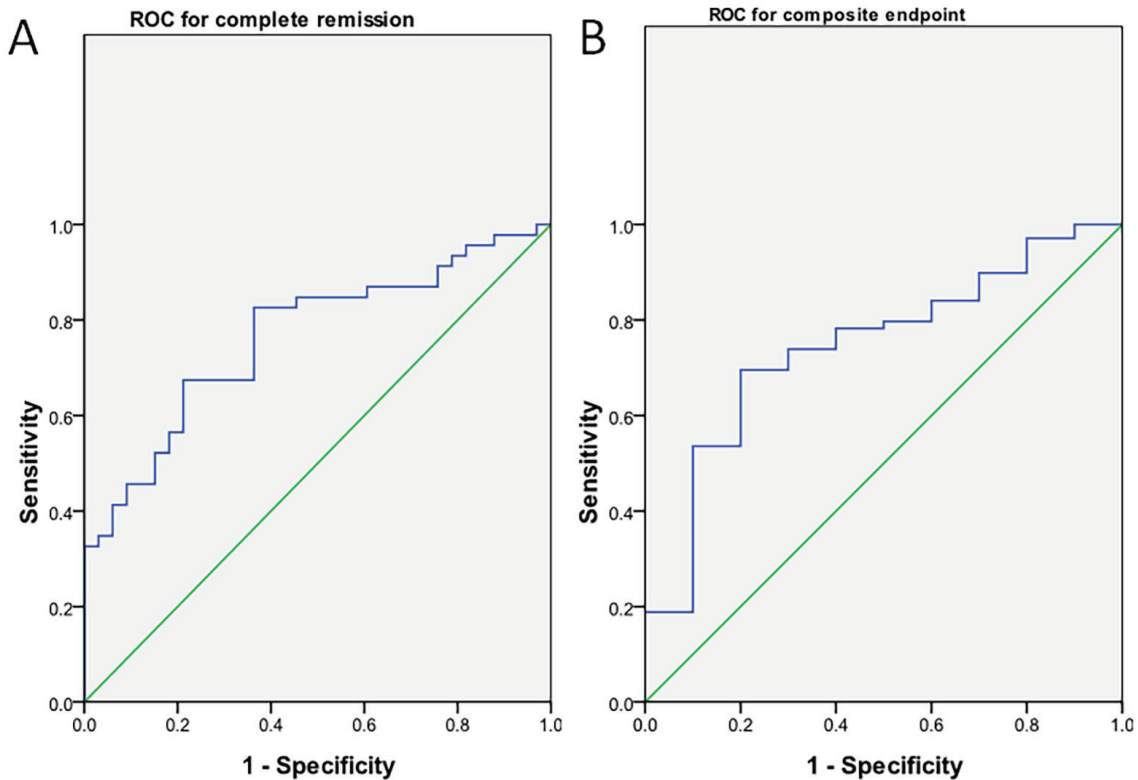 A
ROC for complete remission
Sensitivity
1.0
0.8
0.6
0.4
0.2
0.0
0.0 0.2 0.4 0.6 0.8 1.0
1 - Specificity
B
ROC for composite endpoint
Sensitivity
1.0
0.8
0.6
0.4
0.2
0.0
0.0 0.2 0.4 0.6 0.8 1.0
1 - Specificity